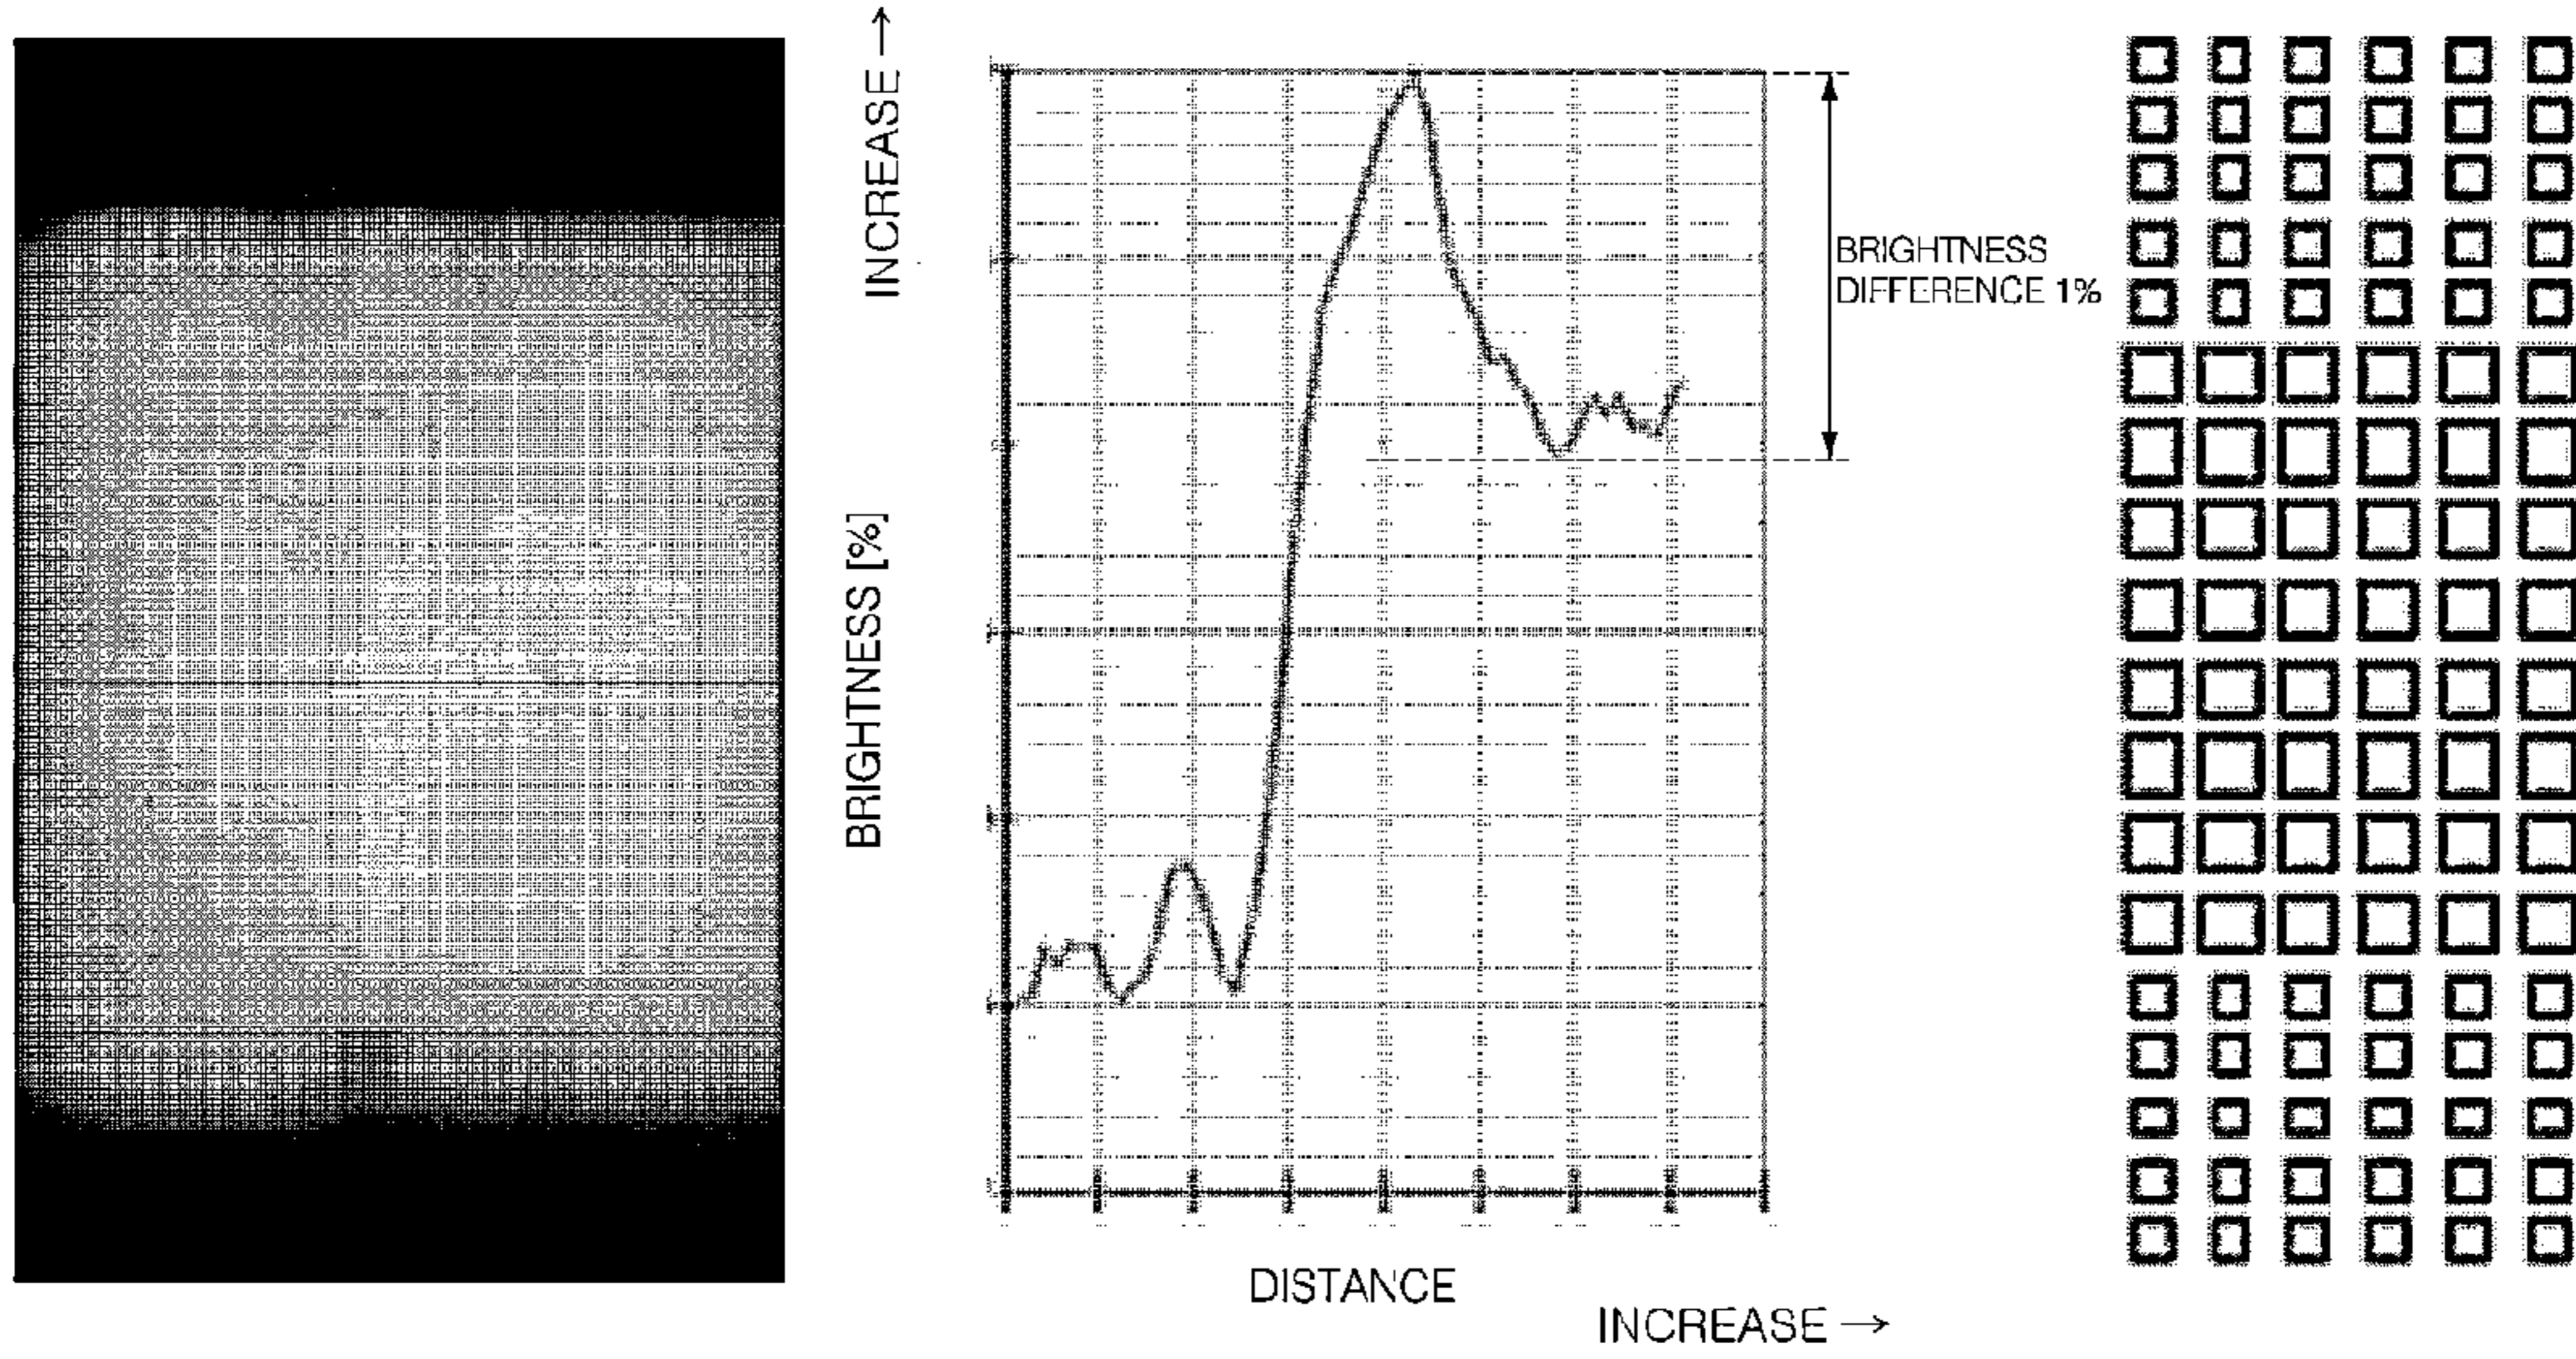 INCREASE →
BRIGHTNESS [%]
BRIGHTNESS
DIFFERENCE 1%
DISTANCE
INCREASE →